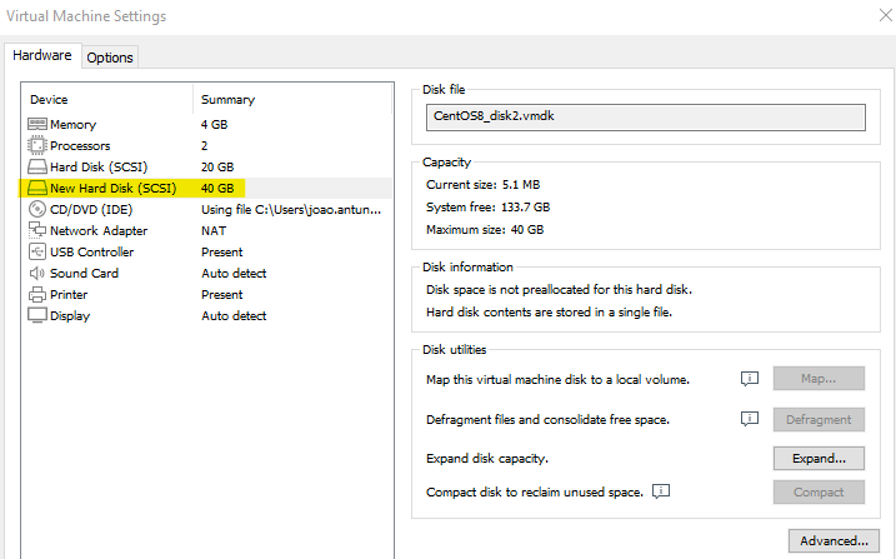 Virtual Machine Settings
Hardware Options
Device Summary
Memory 4 GB
Processors 2
Hard Disk (SCSI) 20 GB
New Hard Disk (SCSI) 40 GB
CD/DVD (IDE) Using file C:\Users\joao.antun...
Network Adapter NAT
USB Controller Present
Sound Card Auto detect
Printer Present
Display Auto detect
Disk file
CentOS8_disk2.vmdk
Capacity
Current size: 5.1 MB
System free: 133.7 GB
Maximum size: 40 GB
Disk information
Disk space is not preallocated for this hard disk.
Hard disk contents are stored in a single file.
Disk utilities
Map this virtual machine disk to a local volume. Map...
Defragment files and consolidate free space. Defragment
Expand disk capacity. Expand...
Compact disk to reclaim unused space. Compact
Advanced...